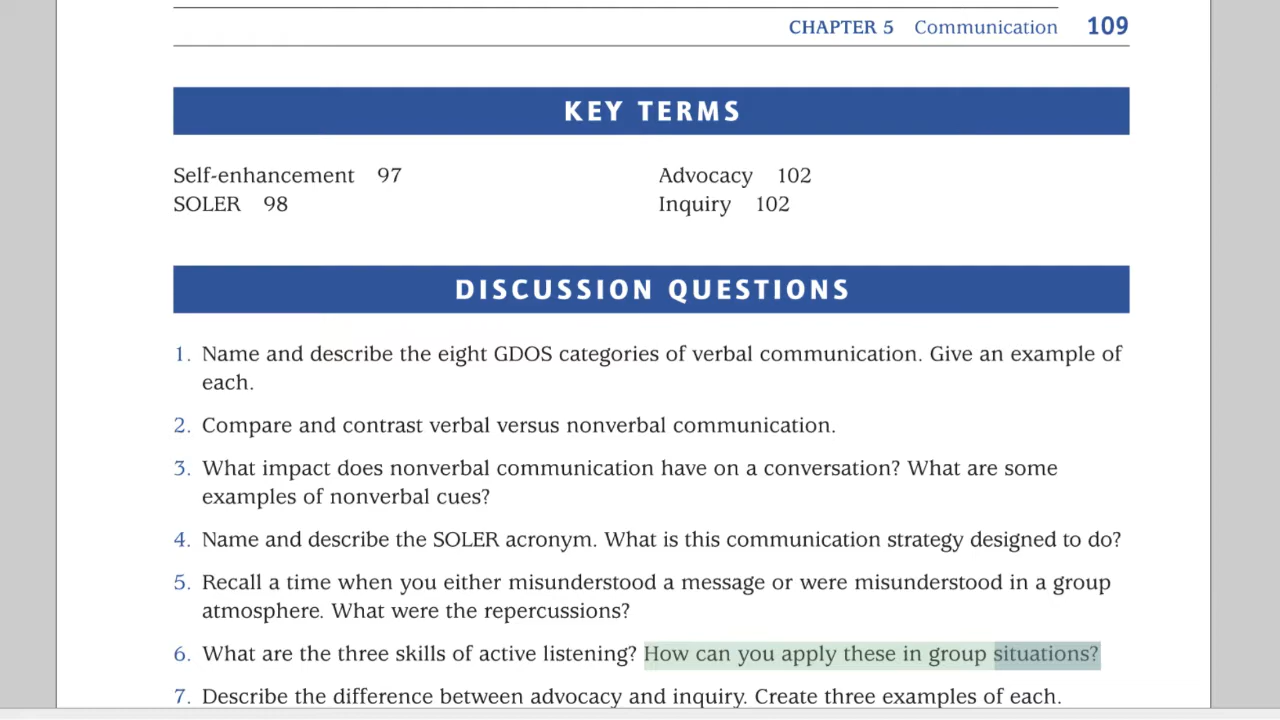 CHAPTER 5 Communication 109
KEY TERMS
Self-enhancement 97
SOLER 98
Advocacy 102
Inquiry 102
DISCUSSION QUESTIONS
1. Name and describe the eight GDOS categories of verbal communication. Give an example of
each.
2. Compare and contrast verbal versus nonverbal communication.
3. What impact does nonverbal communication have on a conversation? What are some
examples of nonverbal cues?
4. Name and describe the SOLER acronym. What is this communication strategy designed to do?
5. Recall a time when you either misunderstood a message or were misunderstood in a group
atmosphere. What were the repercussions?
6. What are the three skills of active listening? How can you apply these in group situations?
7. Describe the difference between advocacy and inquiry. Create three examples of each.